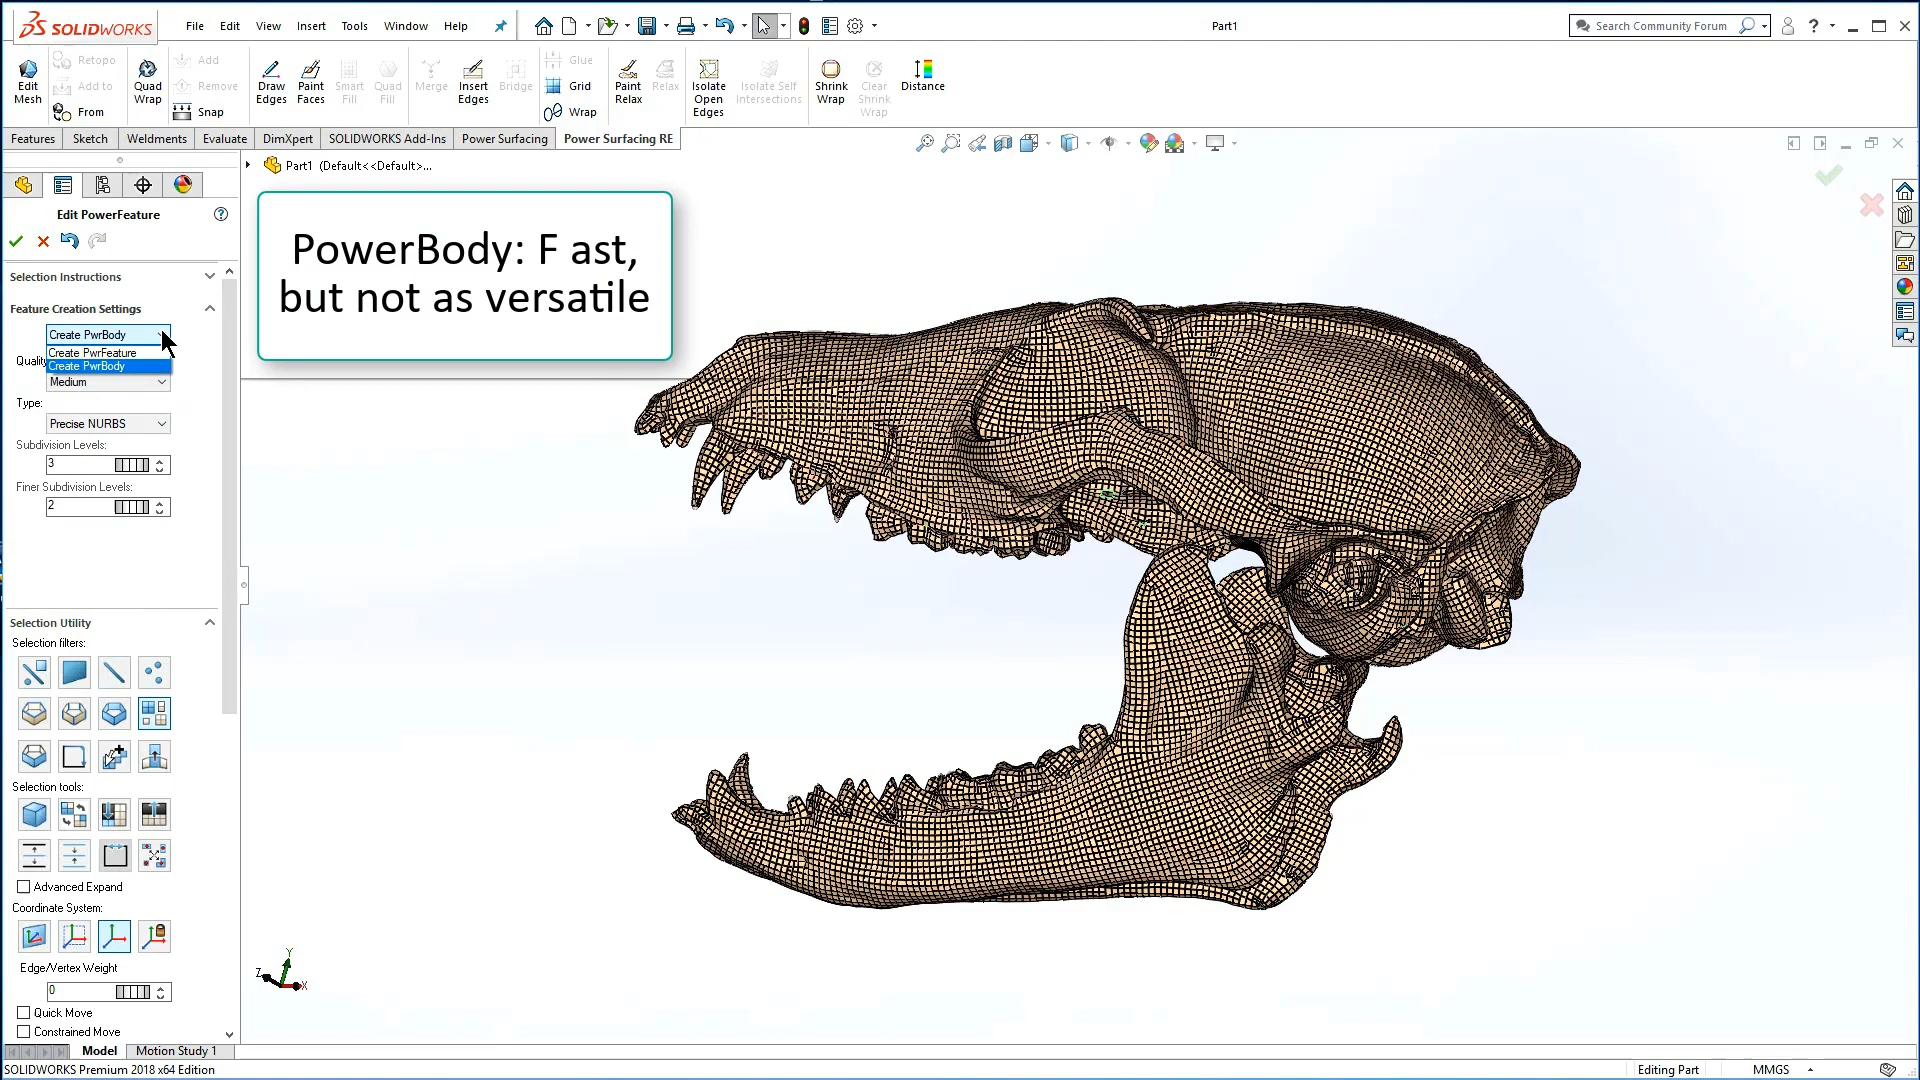 SOLIDWORKS
File Edit View Insert Tools Window Help
Part1
Search Community Forum
?
Edit Mesh
Retopo
Add to
From
Quad Wrap
Add
Remove
Snap
Draw Edges
Paint Faces
Smart Fill
Quad Fill
Merge
Insert Edges
Bridge
Glue
Grid
Wrap
Paint Relax
Relax
Isolate Open Edges
Isolate Self Intersections
Shrink Wrap
Clear Shrink Wrap
Distance
Features Sketch Weldments Evaluate DimXpert SOLIDWORKS Add-Ins Power Surfacing Power Surfacing RE
Part1 (Default<<Default>...
Edit PowerFeature
?
PowerBody: F ast,
but not as versatile
Selection Instructions
Feature Creation Settings
Create PwrBody
Create PwrFeature
Create PwrBody
Medium
Type:
Precise NURBS
Subdivision Levels:
3
Finer Subdivision Levels:
2
Selection Utility
Selection filters:
Selection tools:
Advanced Expand
Coordinate System:
Edge/Vertex Weight
0
Quick Move
Constrained Move
Y
Z
X
Model Motion Study 1
SOLIDWORKS Premium 2018 x64 Edition
Editing Part
MMGS